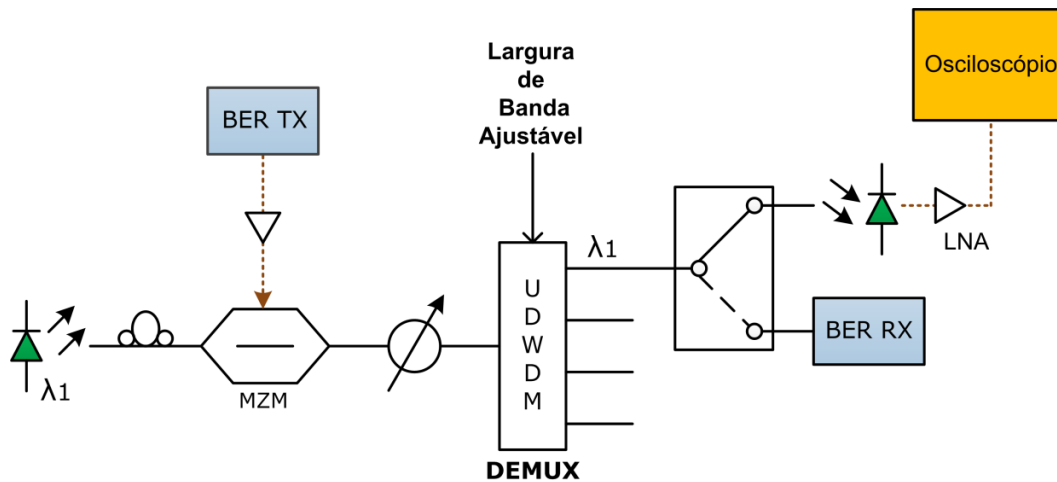 Largura
de
Banda
Ajustável
Osciloscópio
BER TX
λ1
LNA
U
D
W
D
M
BER RX
λ1
MZM
DEMUX